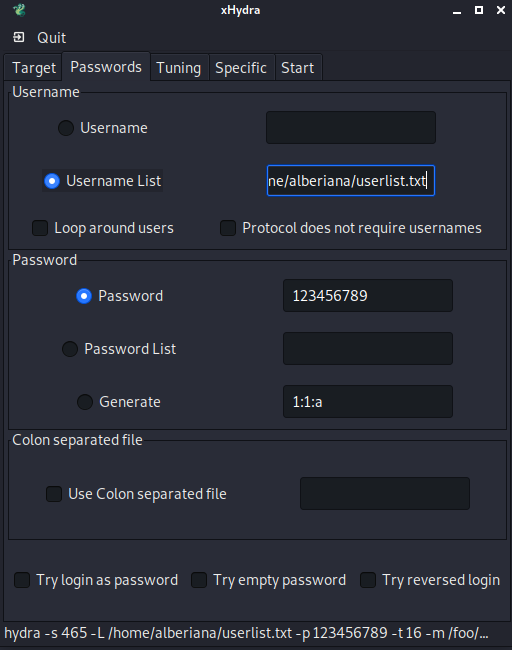 xHydra
Quit
Target Passwords Tuning Specific Start
Username
Username
Username List ne/alberiana/userlist.txt
Loop around users Protocol does not require usernames
Password
Password 123456789
Password List
Generate 1:1:a
Colon separated file
Use Colon separated file
Try login as password Try empty password Try reversed login
hydra -s 465 -L /home/alberiana/userlist.txt -p 123456789 -t 16 -m /foo/...